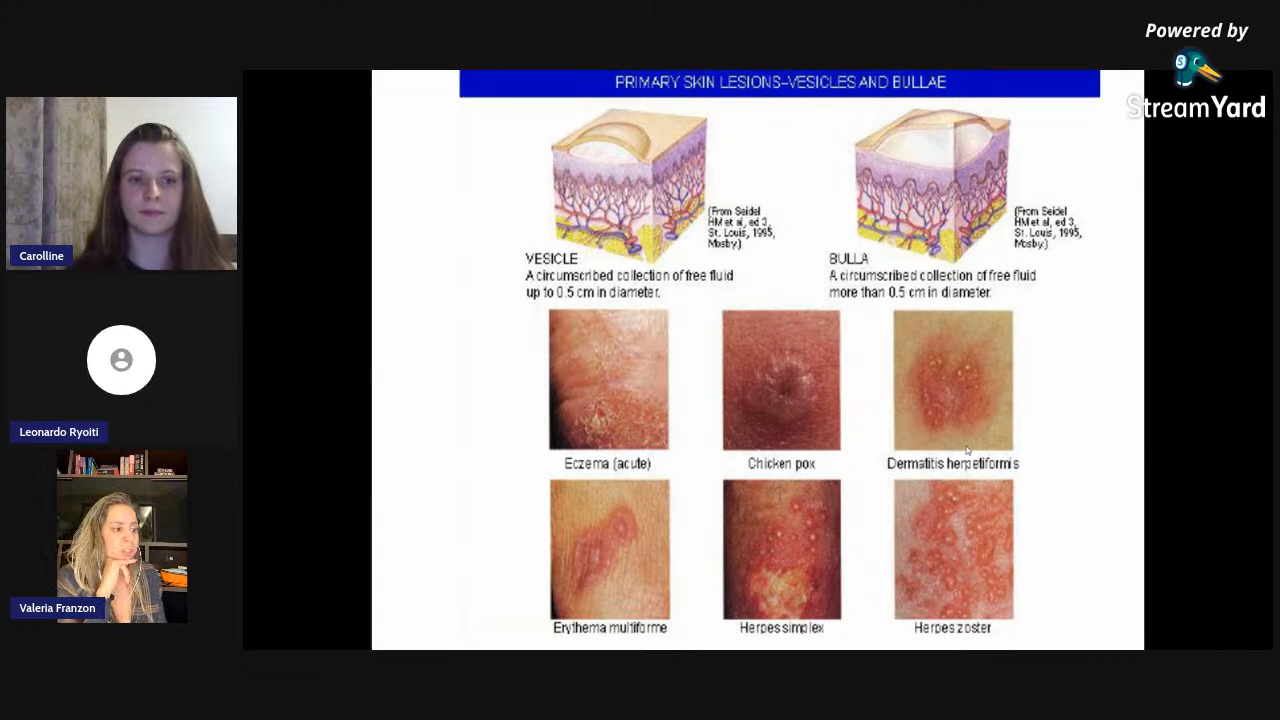 Powered by
StreamYard
Carolline
Leonardo Ryoiti
Valeria Franzon
PRIMARY SKIN LESIONS–VESICLES AND BULLAE
(From Seidel
HM et al, ed 3,
St. Louis, 1995,
Mosby.)
VESICLE
A circumscribed collection of free fluid
up to 0.5 cm in diameter.
(From Seidel
HM et al, ed 3,
St. Louis, 1995,
Mosby.)
BULLA
A circumscribed collection of free fluid
more than 0.5 cm in diameter.
Eczema (acute)
Chicken pox
Dermatitis herpetiformis
Erythema multiforme
Herpes simplex
Herpes zoster